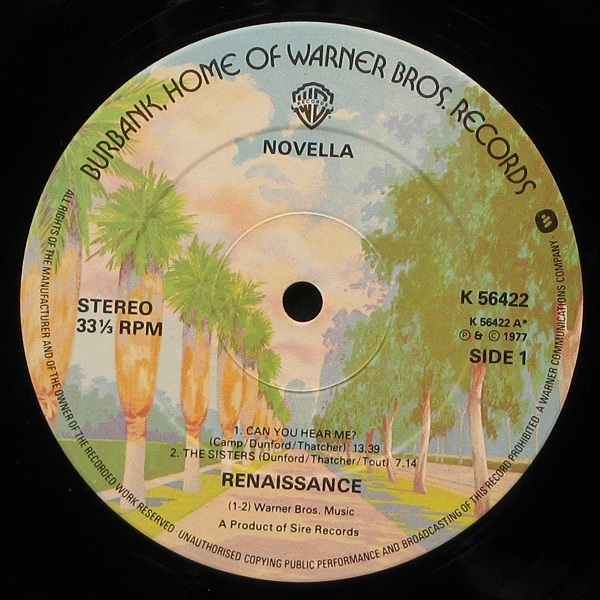 BURBANK, HOME OF WARNER BROS. RECORDS
RECORDS
NOVELLA
STEREO
33⅓ RPM
K 56422
K 56422 A*
Ⓟ & © 1977
SIDE 1
1. CAN YOU HEAR ME?
(Camp/Dunford/Thatcher) 13.39
2. THE SISTERS (Dunford/Thatcher/Tout) 7.14
RENAISSANCE
(1-2) Warner Bros. Music
A Product of Sire Records
ALL RIGHTS OF THE MANUFACTURER AND OF THE OWNER OF THE RECORDED WORK RESERVED · UNAUTHORISED COPYING PUBLIC PERFORMANCE AND BROADCASTING OF THIS RECORD PROHIBITED A WARNER COMMUNICATIONS COMPANY ·